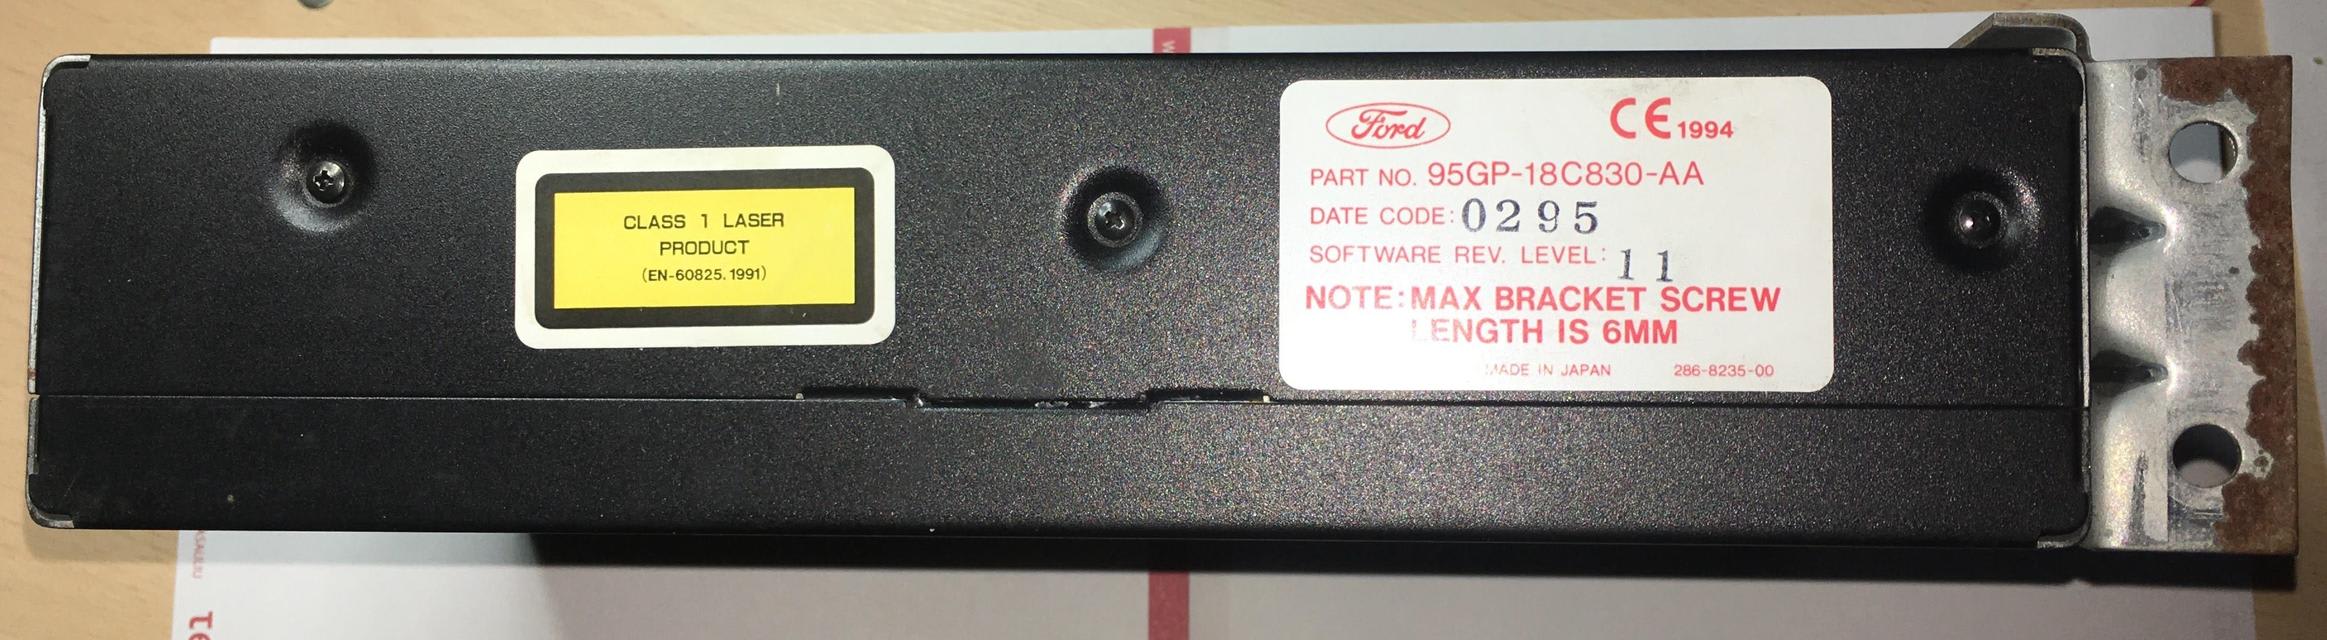 CLASS 1 LASER
PRODUCT
(EN-60825.1991)
Ford CE 1994
PART NO. 95GP-18C830-AA
DATE CODE: 0295
SOFTWARE REV. LEVEL: 11
NOTE:MAX BRACKET SCREW
LENGTH IS 6MM
MADE IN JAPAN 286-8235-00